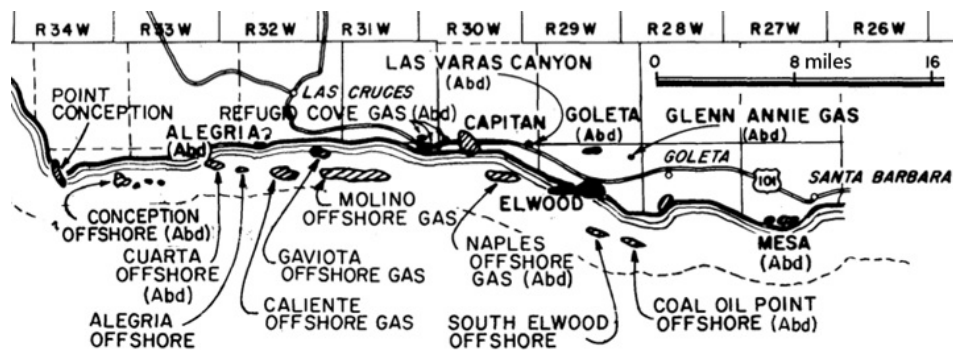 R34W R33W R32W R31W R30W R29W R28W R27W R26W
LAS VARAS CANYON
(Abd)
0 8 miles 16
POINT
CONCEPTION
LAS CRUCES
REFUGIO COVE GAS (Abd)
ALEGRIA?
(Abd)
CAPITAN
GOLETA
(Abd)
GLENN ANNIE GAS
(Abd)
GOLETA
101
SANTA BARBARA
ELWOOD
MOLINO
OFFSHORE GAS
CONCEPTION
OFFSHORE (Abd)
CUARTA
OFFSHORE
(Abd)
GAVIOTA
OFFSHORE GAS
NAPLES
OFFSHORE
GAS (Abd)
MESA
(Abd)
ALEGRIA
OFFSHORE
CALIENTE
OFFSHORE GAS
SOUTH ELWOOD
OFFSHORE
COAL OIL POINT
OFFSHORE (Abd)